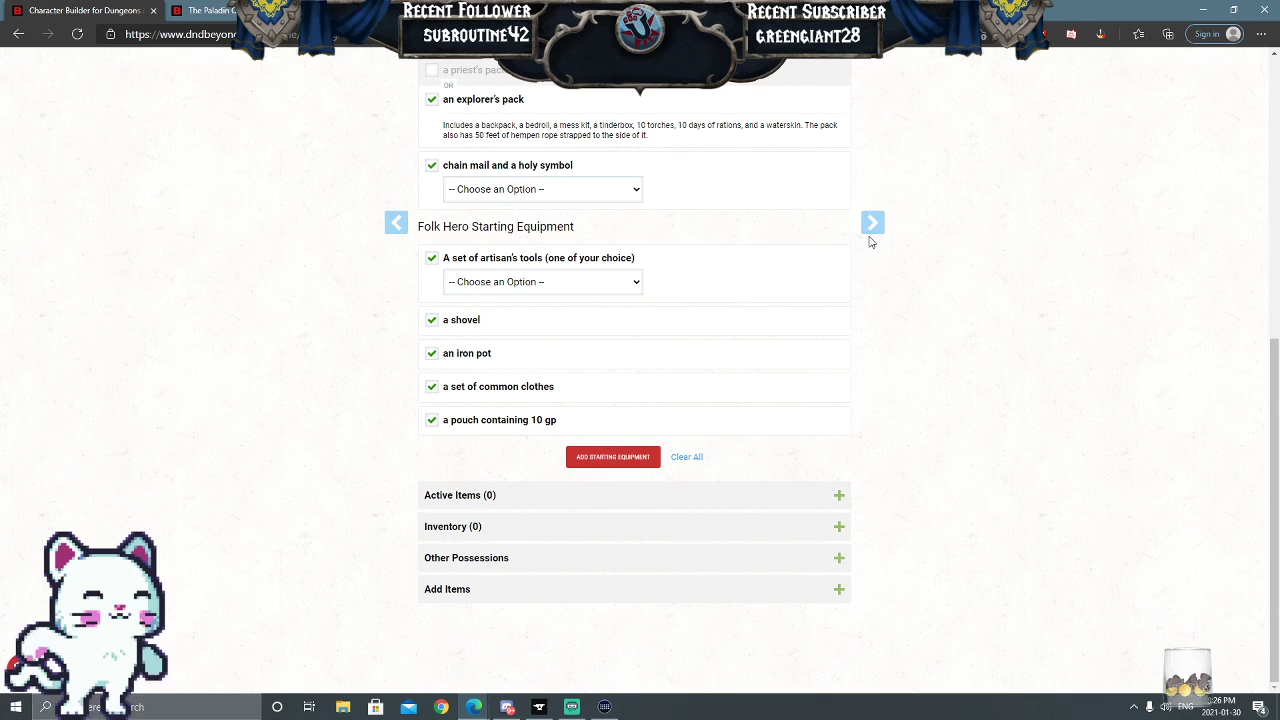 Character Builder for Dungeons
The Paladin C
RECENT FOLLOWER
SUBROUTINE42
RECENT SUBSCRIBER
GREENGIANT28
https://www.dndbeyon
Sign in
a priest's pack
OR
an explorer's pack
Includes a backpack, a bedroll, a mess kit, a tinderbox, 10 torches, 10 days of rations, and a waterskin. The pack
also has 50 feet of hempen rope strapped to the side of it.
chain mail and a holy symbol
-- Choose an Option --
Folk Hero Starting Equipment
A set of artisan's tools (one of your choice)
-- Choose an Option --
a shovel
an iron pot
a set of common clothes
a pouch containing 10 gp
ADD STARTING EQUIPMENT
Clear All
Active Items (0)
Inventory (0)
Other Possessions
Add Items
arch
ENG
:26 PM
2021-01-30